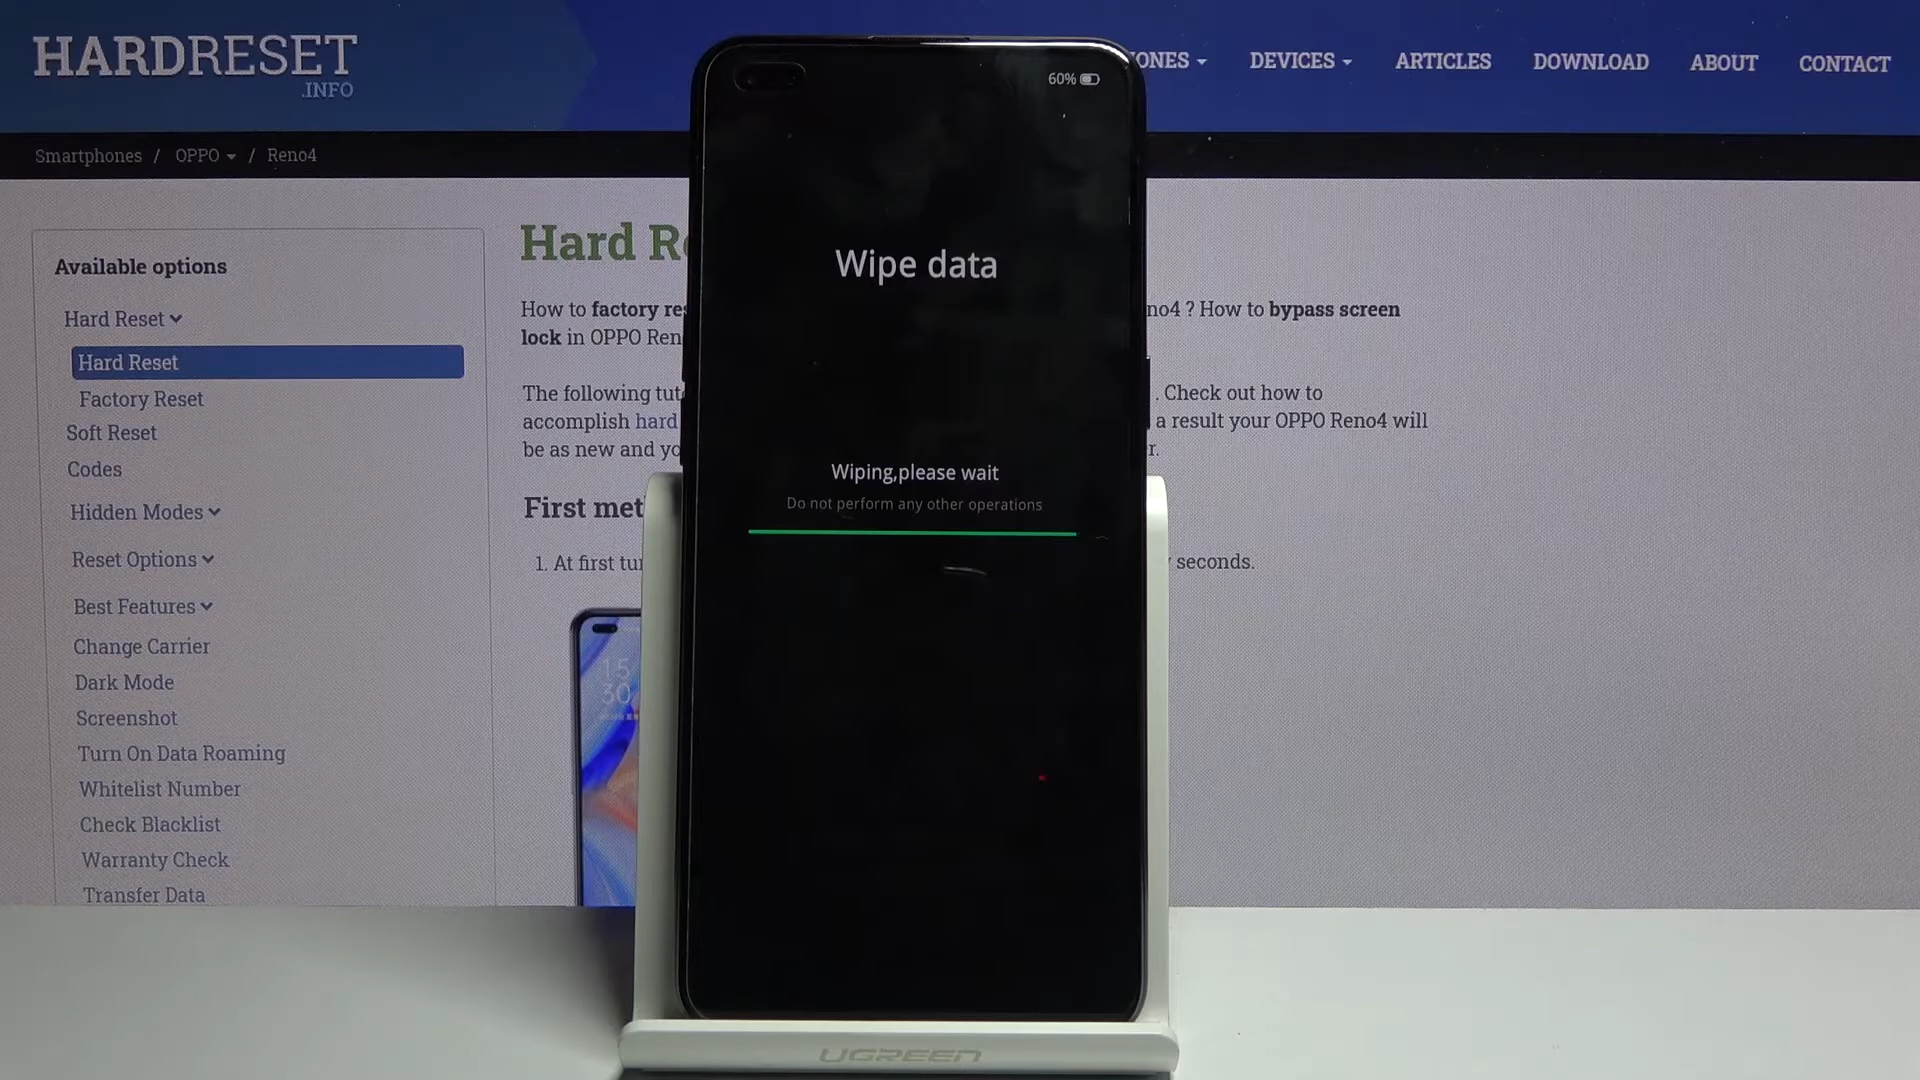 HARDRESET
.INFO
ONES
DEVICES
ARTICLES
DOWNLOAD
ABOUT
CONTACT
Smartphones / OPPO / Reno4
Available options
Hard Reset
Hard Reset
Factory Reset
Soft Reset
Codes
Hidden Modes
Reset Options
Best Features
Change Carrier
Dark Mode
Screenshot
Turn On Data Roaming
Whitelist Number
Check Blacklist
Warranty Check
Transfer Data
Hard Re
How to factory res no4 ? How to bypass screen
lock in OPPO Ren
The following tut . Check out how to
accomplish hard a result your OPPO Reno4 will
be as new and yo r.
First met
1. At first tur seconds.
15
30
60%
Wipe data
Wiping,please wait
Do not perform any other operations
UGREEN